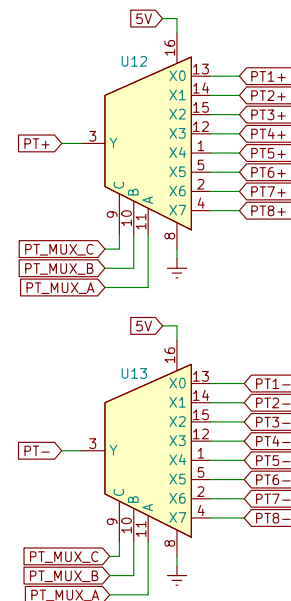 5V
16
U12
X0 13 PT1+
X1 14 PT2+
X2 15 PT3+
X3 12 PT4+
PT+ 3 Y X4 1 PT5+
X5 5 PT6+
X6 2 PT7+
X7 4 PT8+
C B A
9 10 11 8
PT_MUX_C
PT_MUX_B
PT_MUX_A
5V
16
U13
X0 13 PT1-
X1 14 PT2-
X2 15 PT3-
X3 12 PT4-
PT- 3 Y X4 1 PT5-
X5 5 PT6-
X6 2 PT7-
X7 4 PT8-
C B A
9 10 11 8
PT_MUX_C
PT_MUX_B
PT_MUX_A